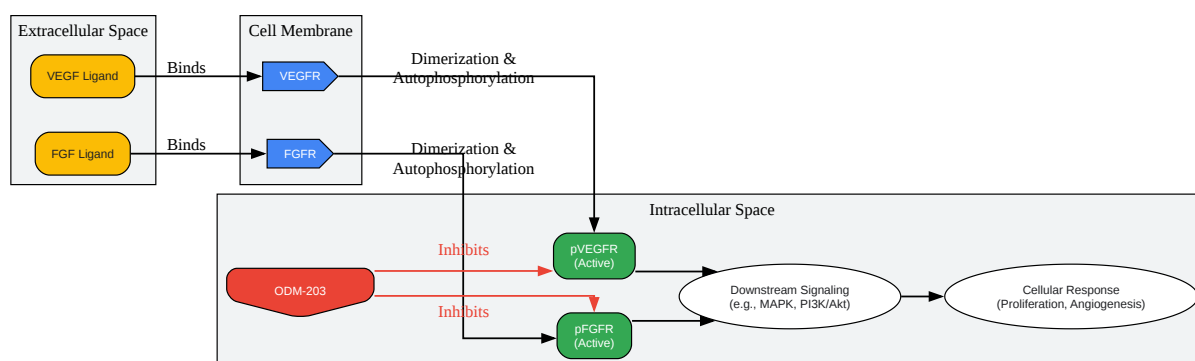 Extracellular Space
Cell Membrane
VEGF Ligand
Binds
VEGFR
Dimerization &
Autophosphorylation
FGF Ligand
Binds
FGFR
Dimerization &
Autophosphorylation
Intracellular Space
Inhibits
pVEGFR
(Active)
ODM-203
Inhibits
pFGFR
(Active)
Downstream Signaling
(e.g., MAPK, PI3K/Akt)
Cellular Response
(Proliferation, Angiogenesis)